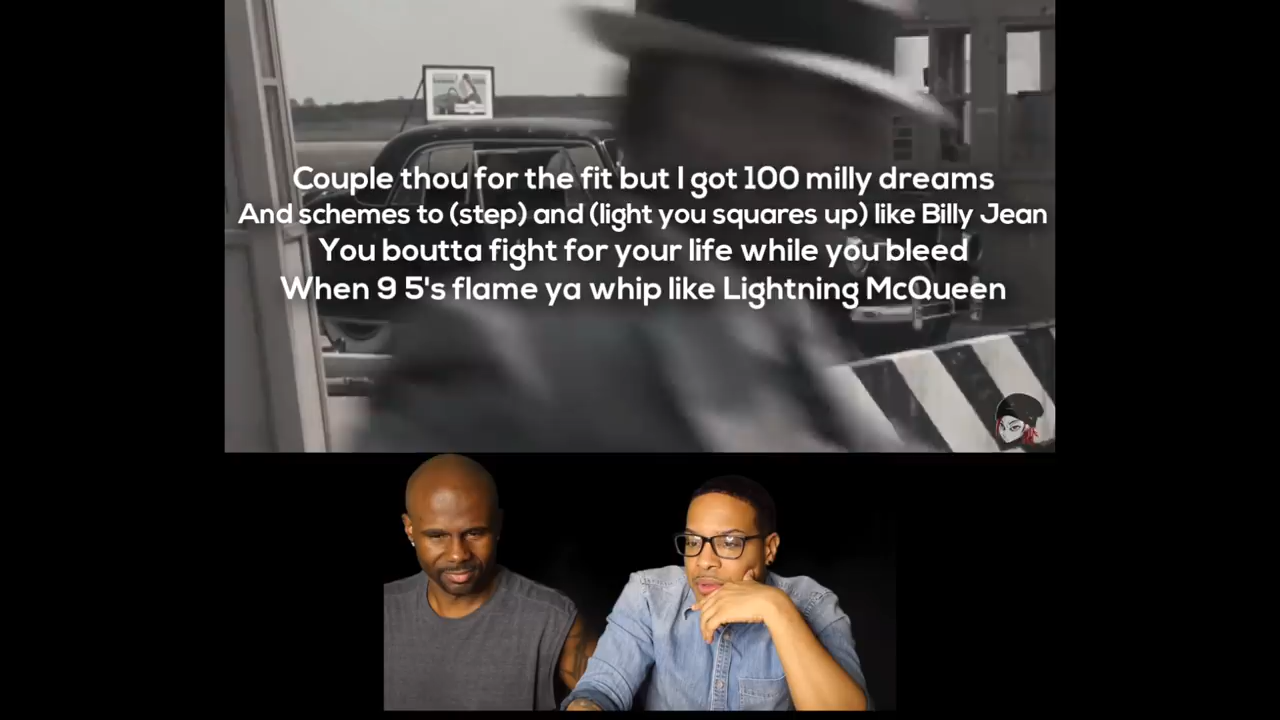 Couple thou for the fit but I got 100 milly dreams
And schemes to (step) and (light you squares up) like Billy Jean
You boutta fight for your life while you bleed
When 9 5's flame ya whip like Lightning McQueen